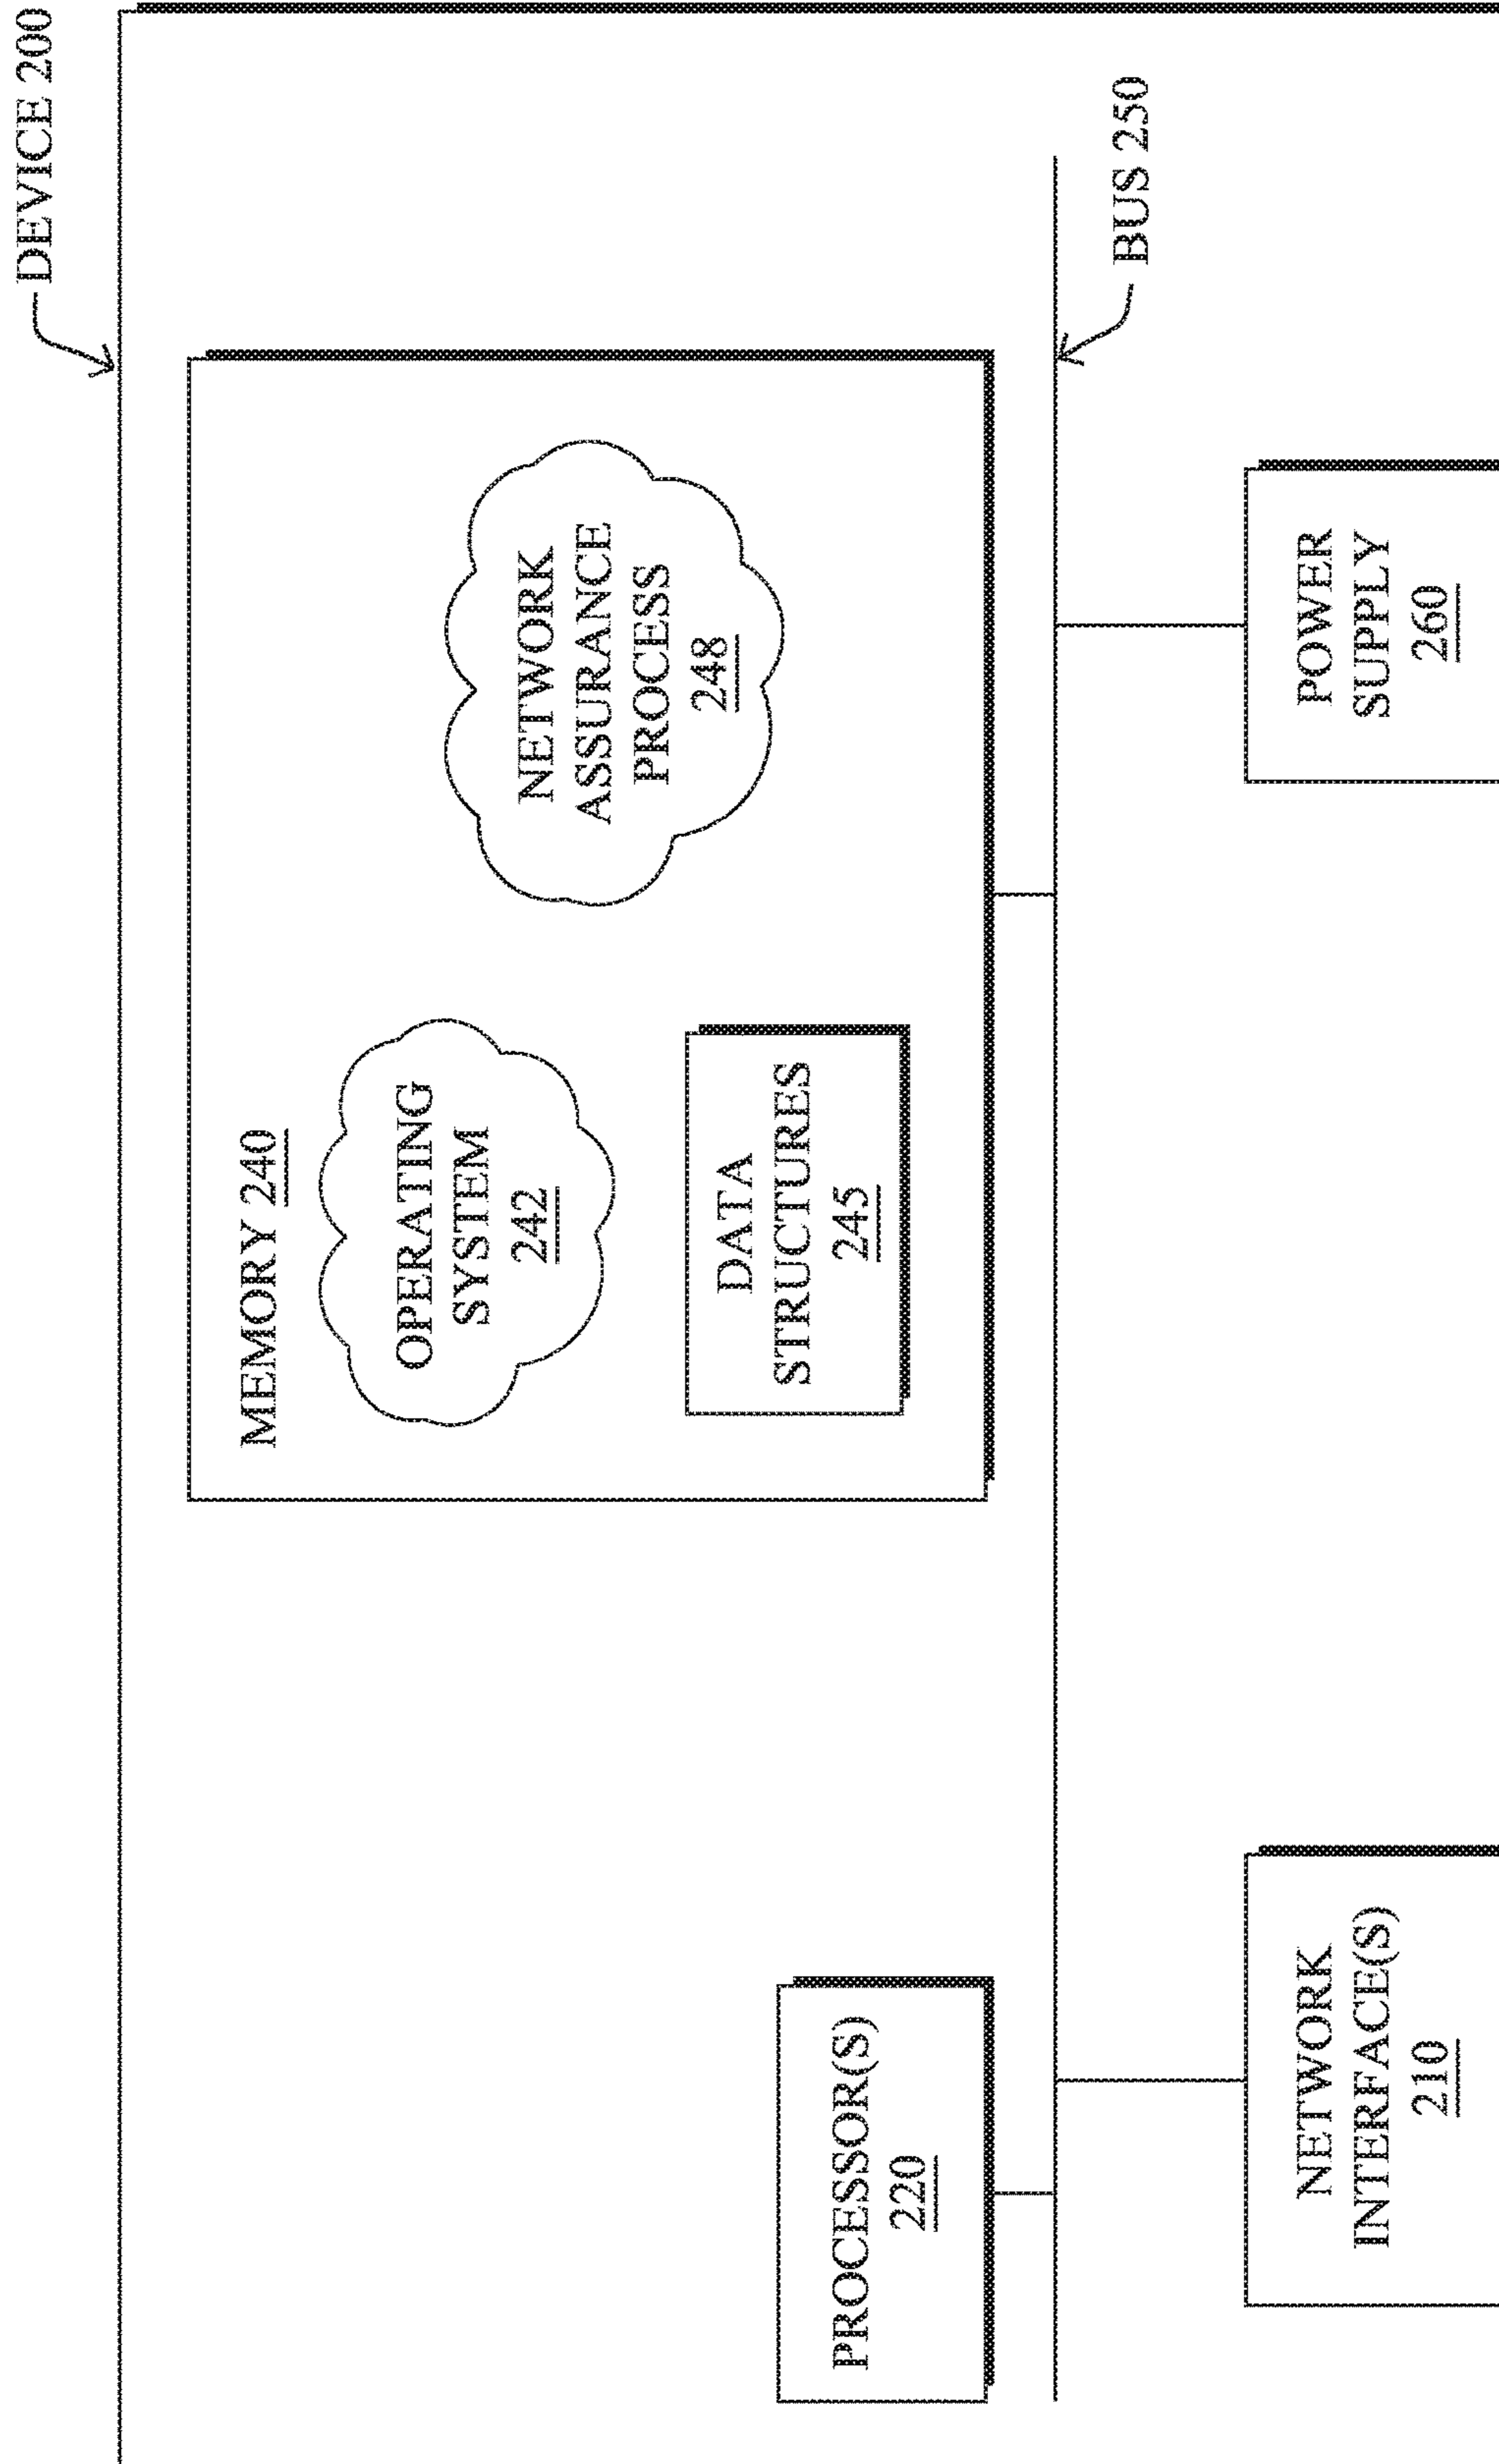 DEVICE 200
MEMORY 240
OPERATING
SYSTEM
242
DATA
STRUCTURES
245
NETWORK
ASSURANCE
PROCESS
248
PROCESSOR(S)
220
BUS 250
NETWORK
INTERFACE(S)
210
POWER
SUPPLY
260